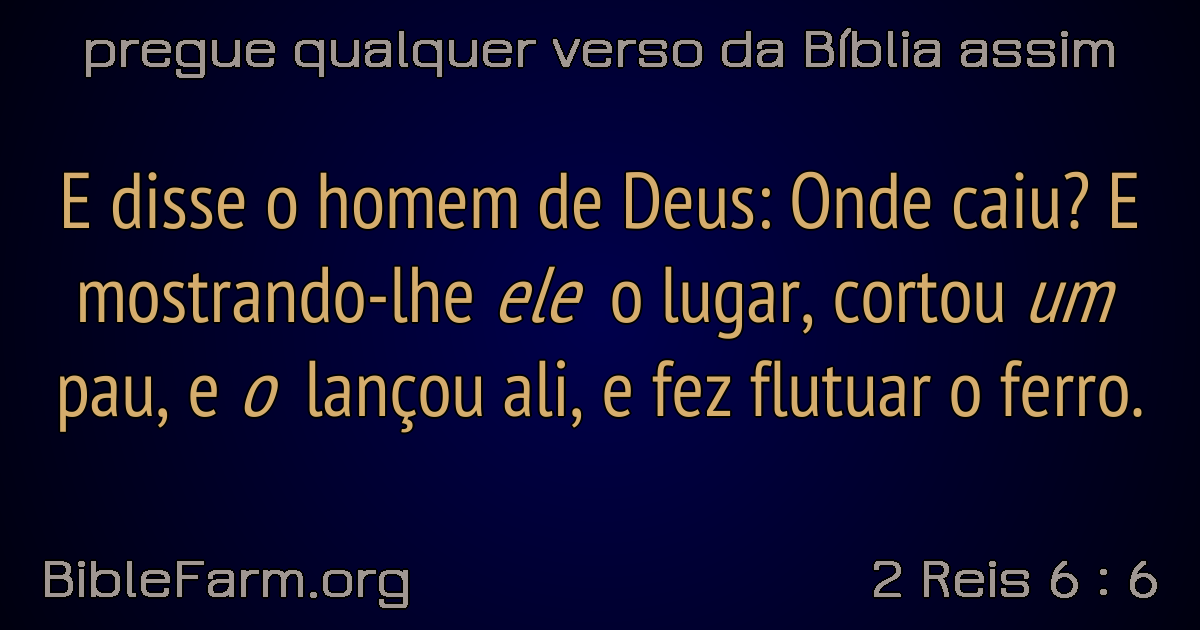 pregue qualquer verso da Bíblia assim
E disse o homem de Deus: Onde caiu? E
mostrando-lhe ele o lugar, cortou um
pau, e o lançou ali, e fez flutuar o ferro.
BibleFarm.org
2 Reis 6 : 6